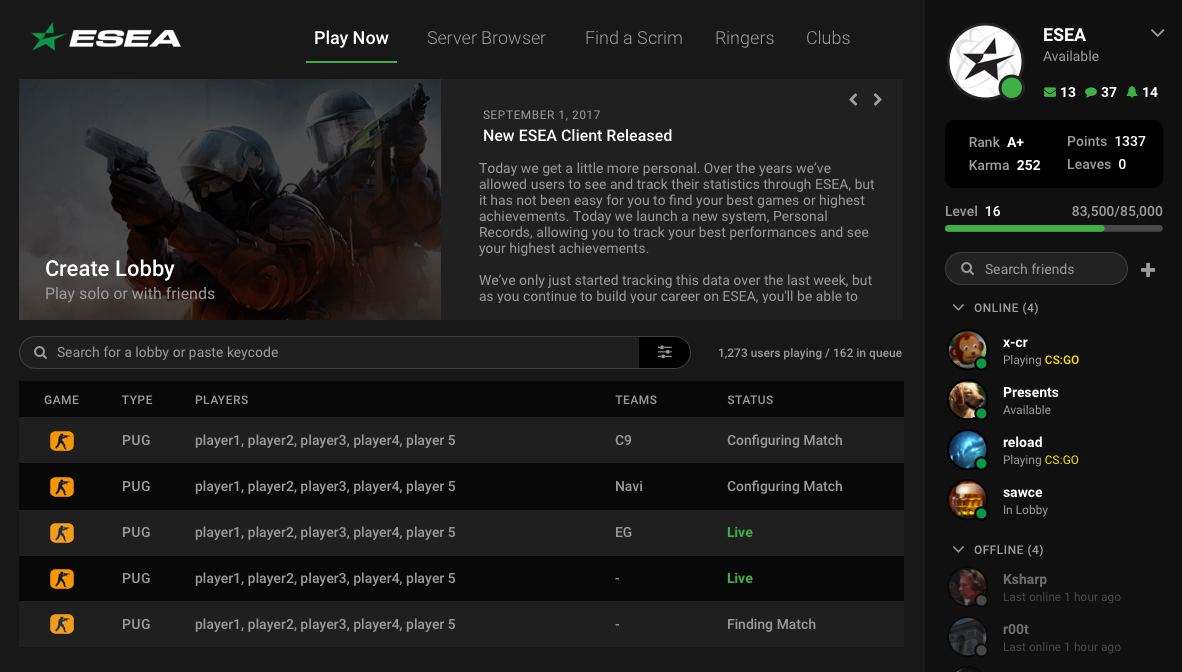 ESEA
Play Now
Server Browser
Find a Scrim
Ringers
Clubs
Create Lobby
Play solo or with friends
SEPTEMBER 1, 2017
New ESEA Client Released
Today we get a little more personal. Over the years we've
allowed users to see and track their statistics through ESEA, but
it has not been easy for you to find your best games or highest
achievements. Today we launch a new system, Personal
Records, allowing you to track your best performances and see
your highest achievements.
We've only just started tracking this data over the last week, but
as you continue to build your career on ESEA, you'll be able to
Search for a lobby or paste keycode
1,273 users playing / 162 in queue
GAME TYPE PLAYERS TEAMS STATUS
PUG player1, player2, player3, player4, player 5 C9 Configuring Match
PUG player1, player2, player3, player4, player 5 Navi Configuring Match
PUG player1, player2, player3, player4, player 5 EG Live
PUG player1, player2, player3, player4, player 5 - Live
PUG player1, player2, player3, player4, player 5 - Finding Match
ESEA
Available
13 37 14
Rank A+ Points 1337
Karma 252 Leaves 0
Level 16 83,500/85,000
Search friends
ONLINE (4)
x-cr
Playing CS:GO
Presents
Available
reload
Playing CS:GO
sawce
In Lobby
OFFLINE (4)
Ksharp
Last online 1 hour ago
r00t
Last online 1 hour ago